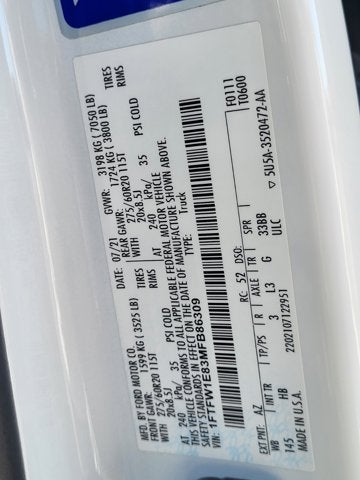 MFD. BY FORD MOTOR CO.
DATE: 07/21 GVWR: 3198 KG ( 7050 LB)
FRONT GAWR: 1599 KG ( 3525 LB) REAR GAWR: 1724 KG ( 3800 LB)
WITH 275/60R20 115T TIRES 275/60R20 115T TIRES
20x8.5J RIMS 20x8.5J RIMS
AT 240 kPa/ 35 PSI COLD AT 240 kPa/ 35 PSI COLD
THIS VEHICLE CONFORMS TO ALL APPLICABLE FEDERAL MOTOR VEHICLE
SAFETY STANDARDS IN EFFECT ON THE DATE OF MANUFACTURE SHOWN ABOVE.
VIN: 1FTFW1E83MFB86309 TYPE: Truck
F0111
T0600
EXT PNT: AZ RC: 52 DSO:
WB INT TR TP/PS R AXLE TR SPR
145 HB 3 L3 G 33BB
ULC
MADE IN U.S.A. 2202107122951 ▽ 5U5A-3520472-AA